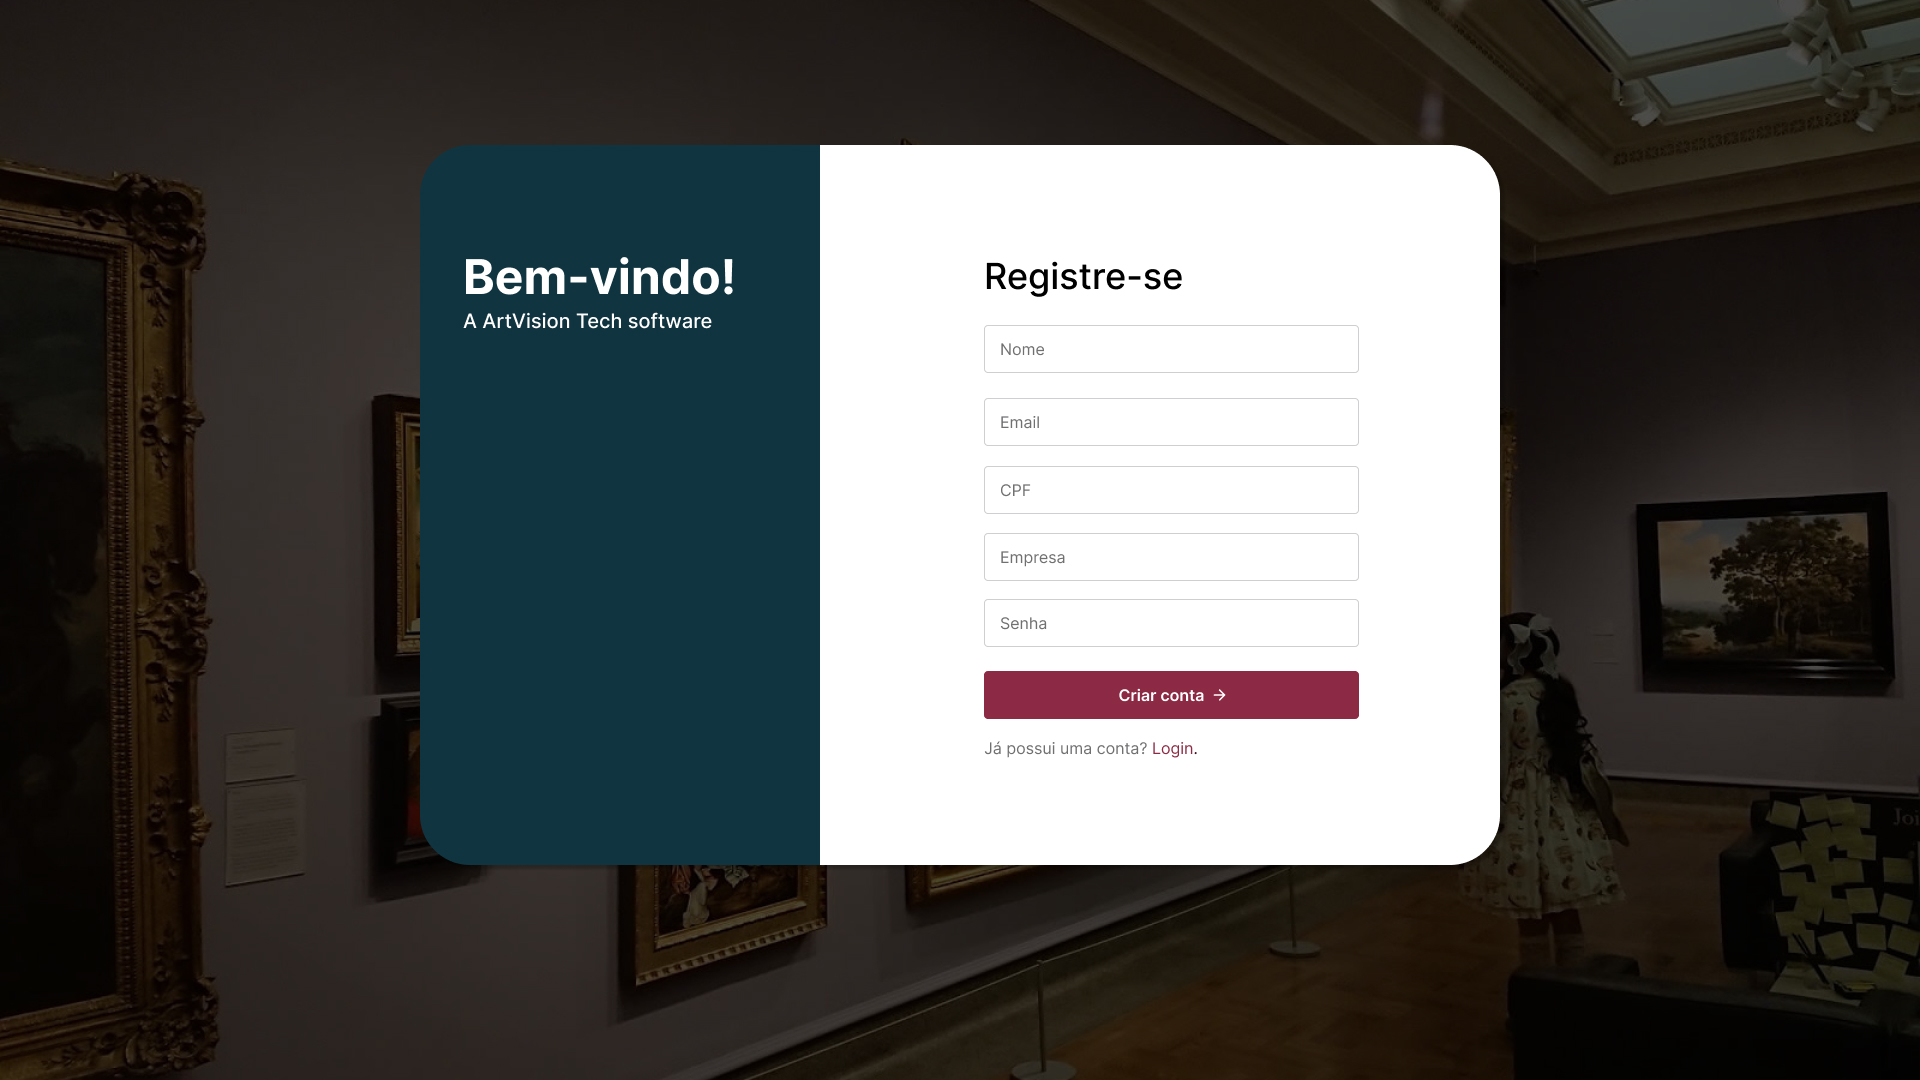 Bem-vindo!
A ArtVision Tech software
Registre-se
Nome
Email
CPF
Empresa
Senha
Criar conta →
Já possui uma conta? Login.
Joi